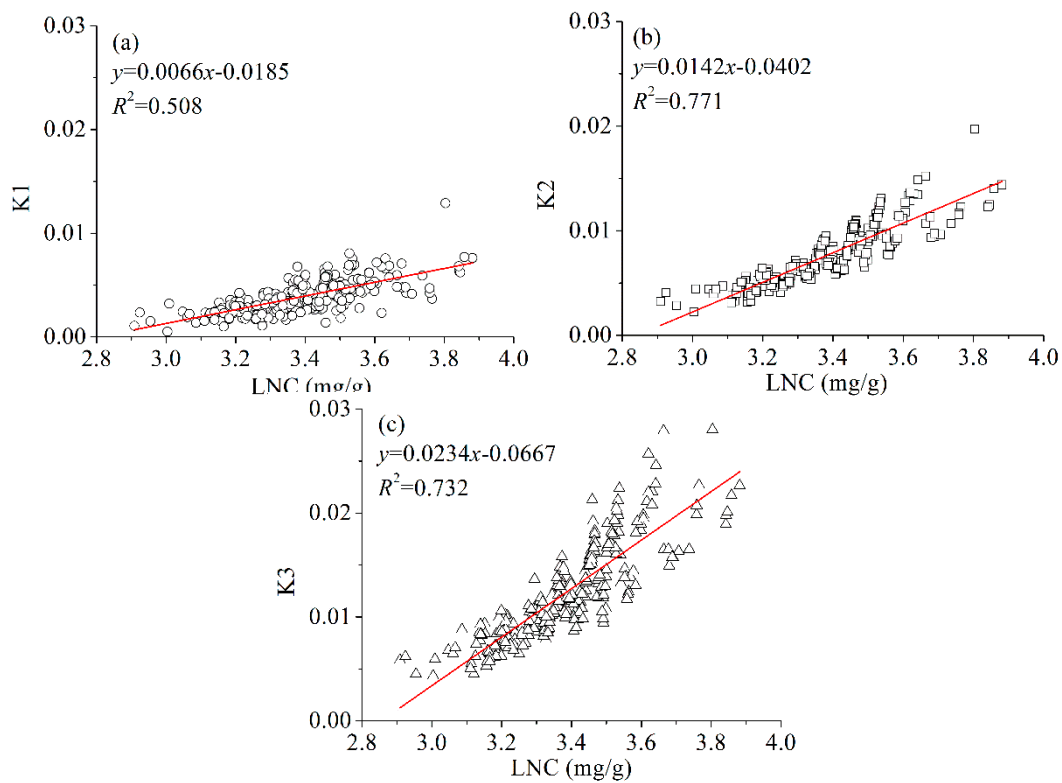 (a)
y=0.0066x-0.0185
R²=0.508
0.03
0.02
0.01
0.00
K1
2.8 3.0 3.2 3.4 3.6 3.8 4.0
LNC (mg/g)
(b)
y=0.0142x-0.0402
R²=0.771
0.03
0.02
0.01
0.00
K2
2.8 3.0 3.2 3.4 3.6 3.8 4.0
LNC (mg/g)
(c)
y=0.0234x-0.0667
R²=0.732
0.03
0.02
0.01
0.00
K3
2.8 3.0 3.2 3.4 3.6 3.8 4.0
LNC (mg/g)